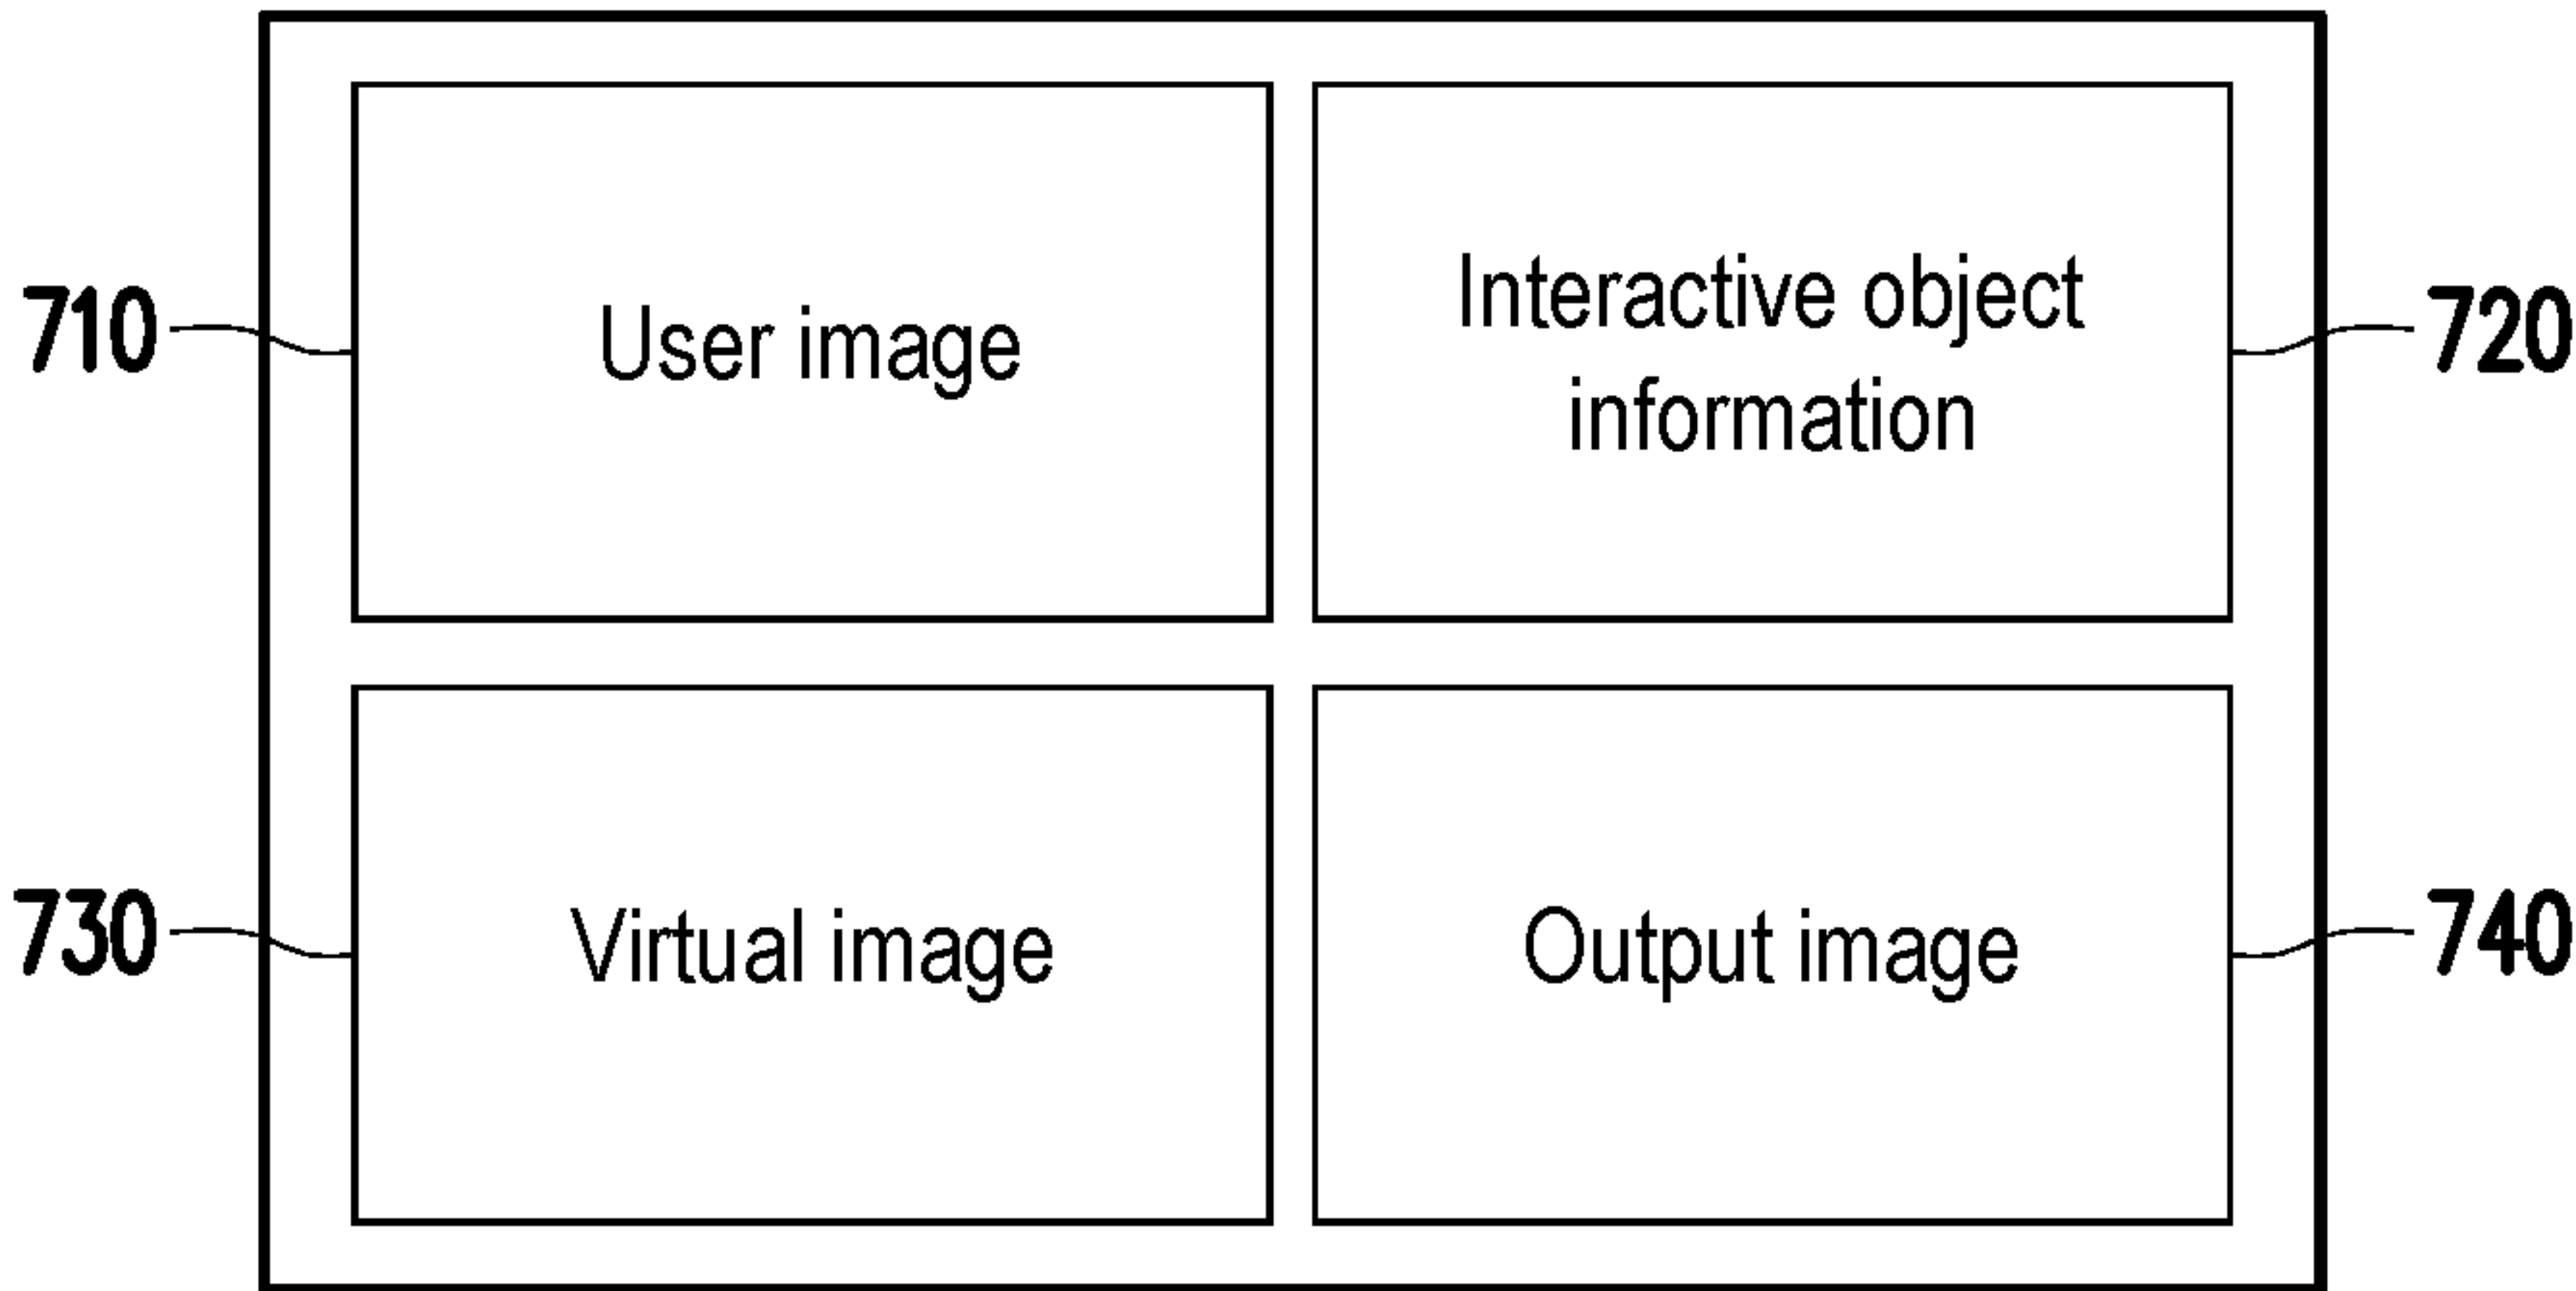 710
User image
Interactive object
information
720
730
Virtual image
Output image
740